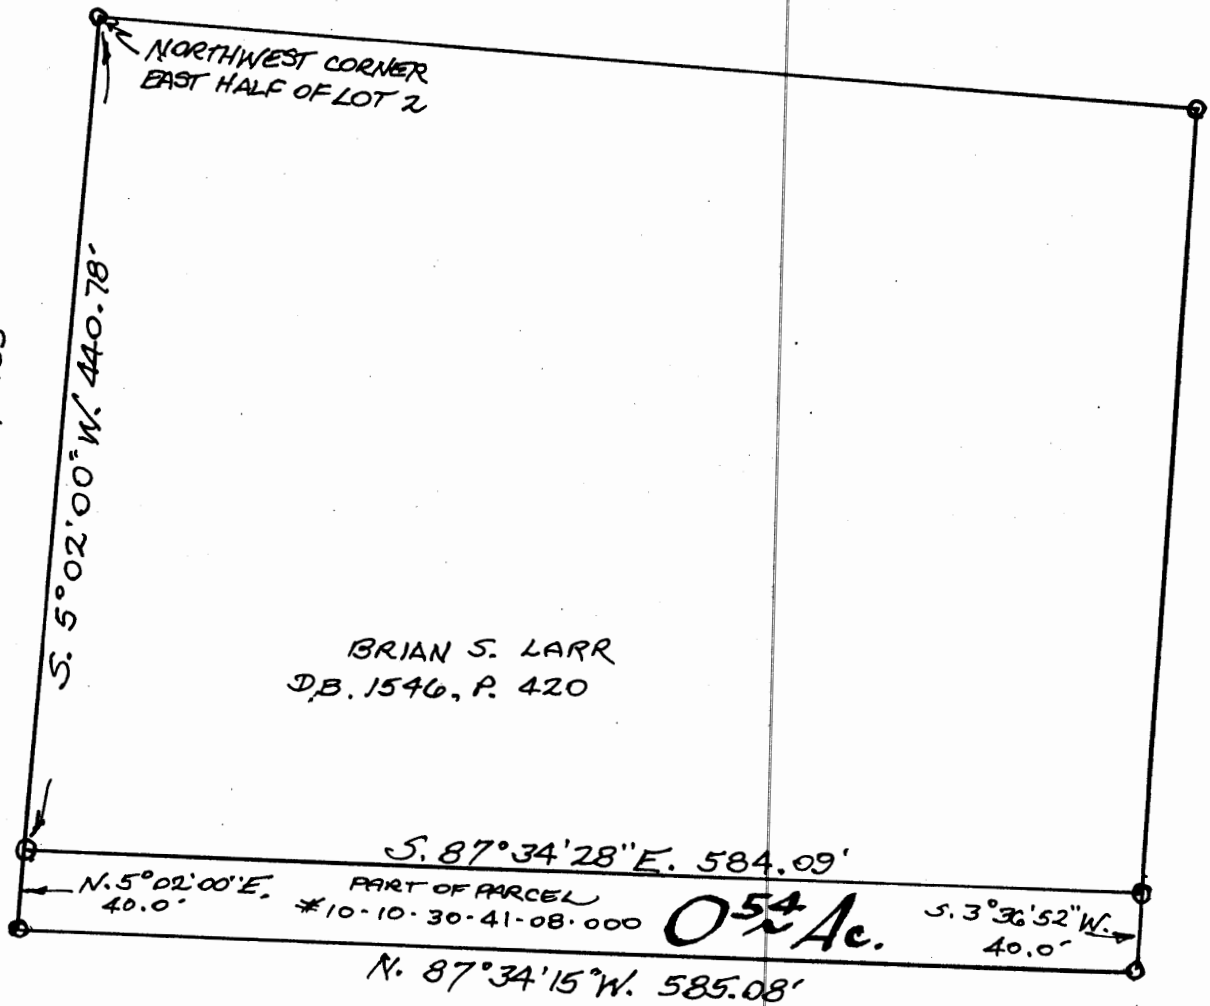 NORTHWEST CORNER
EAST HALF OF LOT 2
S. 5°02'00"W. 440.78'
BRIAN S. LARR
D.B. 1546, P. 420
S. 87°34'28"E. 584.09'
N. 5°02'00"E.
40.0'
PART OF PARCEL
#10-10-30-41-08.000
0 54 Ac.
S. 3°36'52"W.
40.0'
N. 87°34'15"W. 585.08'